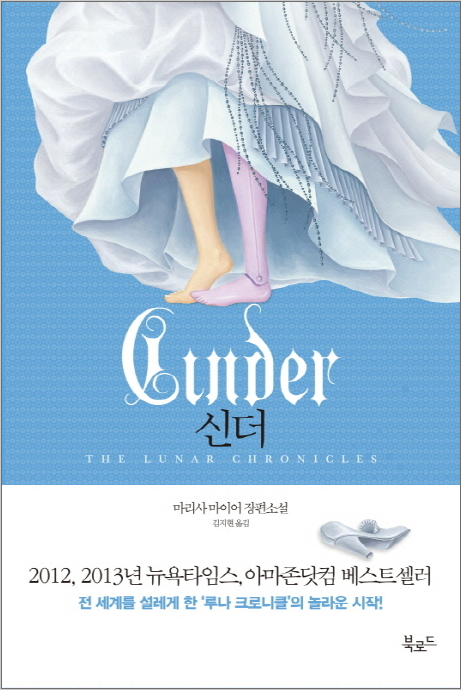 Cinder
신더
THE LUNAR CHRONICLES
마리사 마이어 장편소설
김지현 옮김
2012, 2013년 뉴욕타임스, 아마존닷컴 베스트셀러
전 세계를 설레게 한 '루나 크로니클'의 놀라운 시작!
북로드